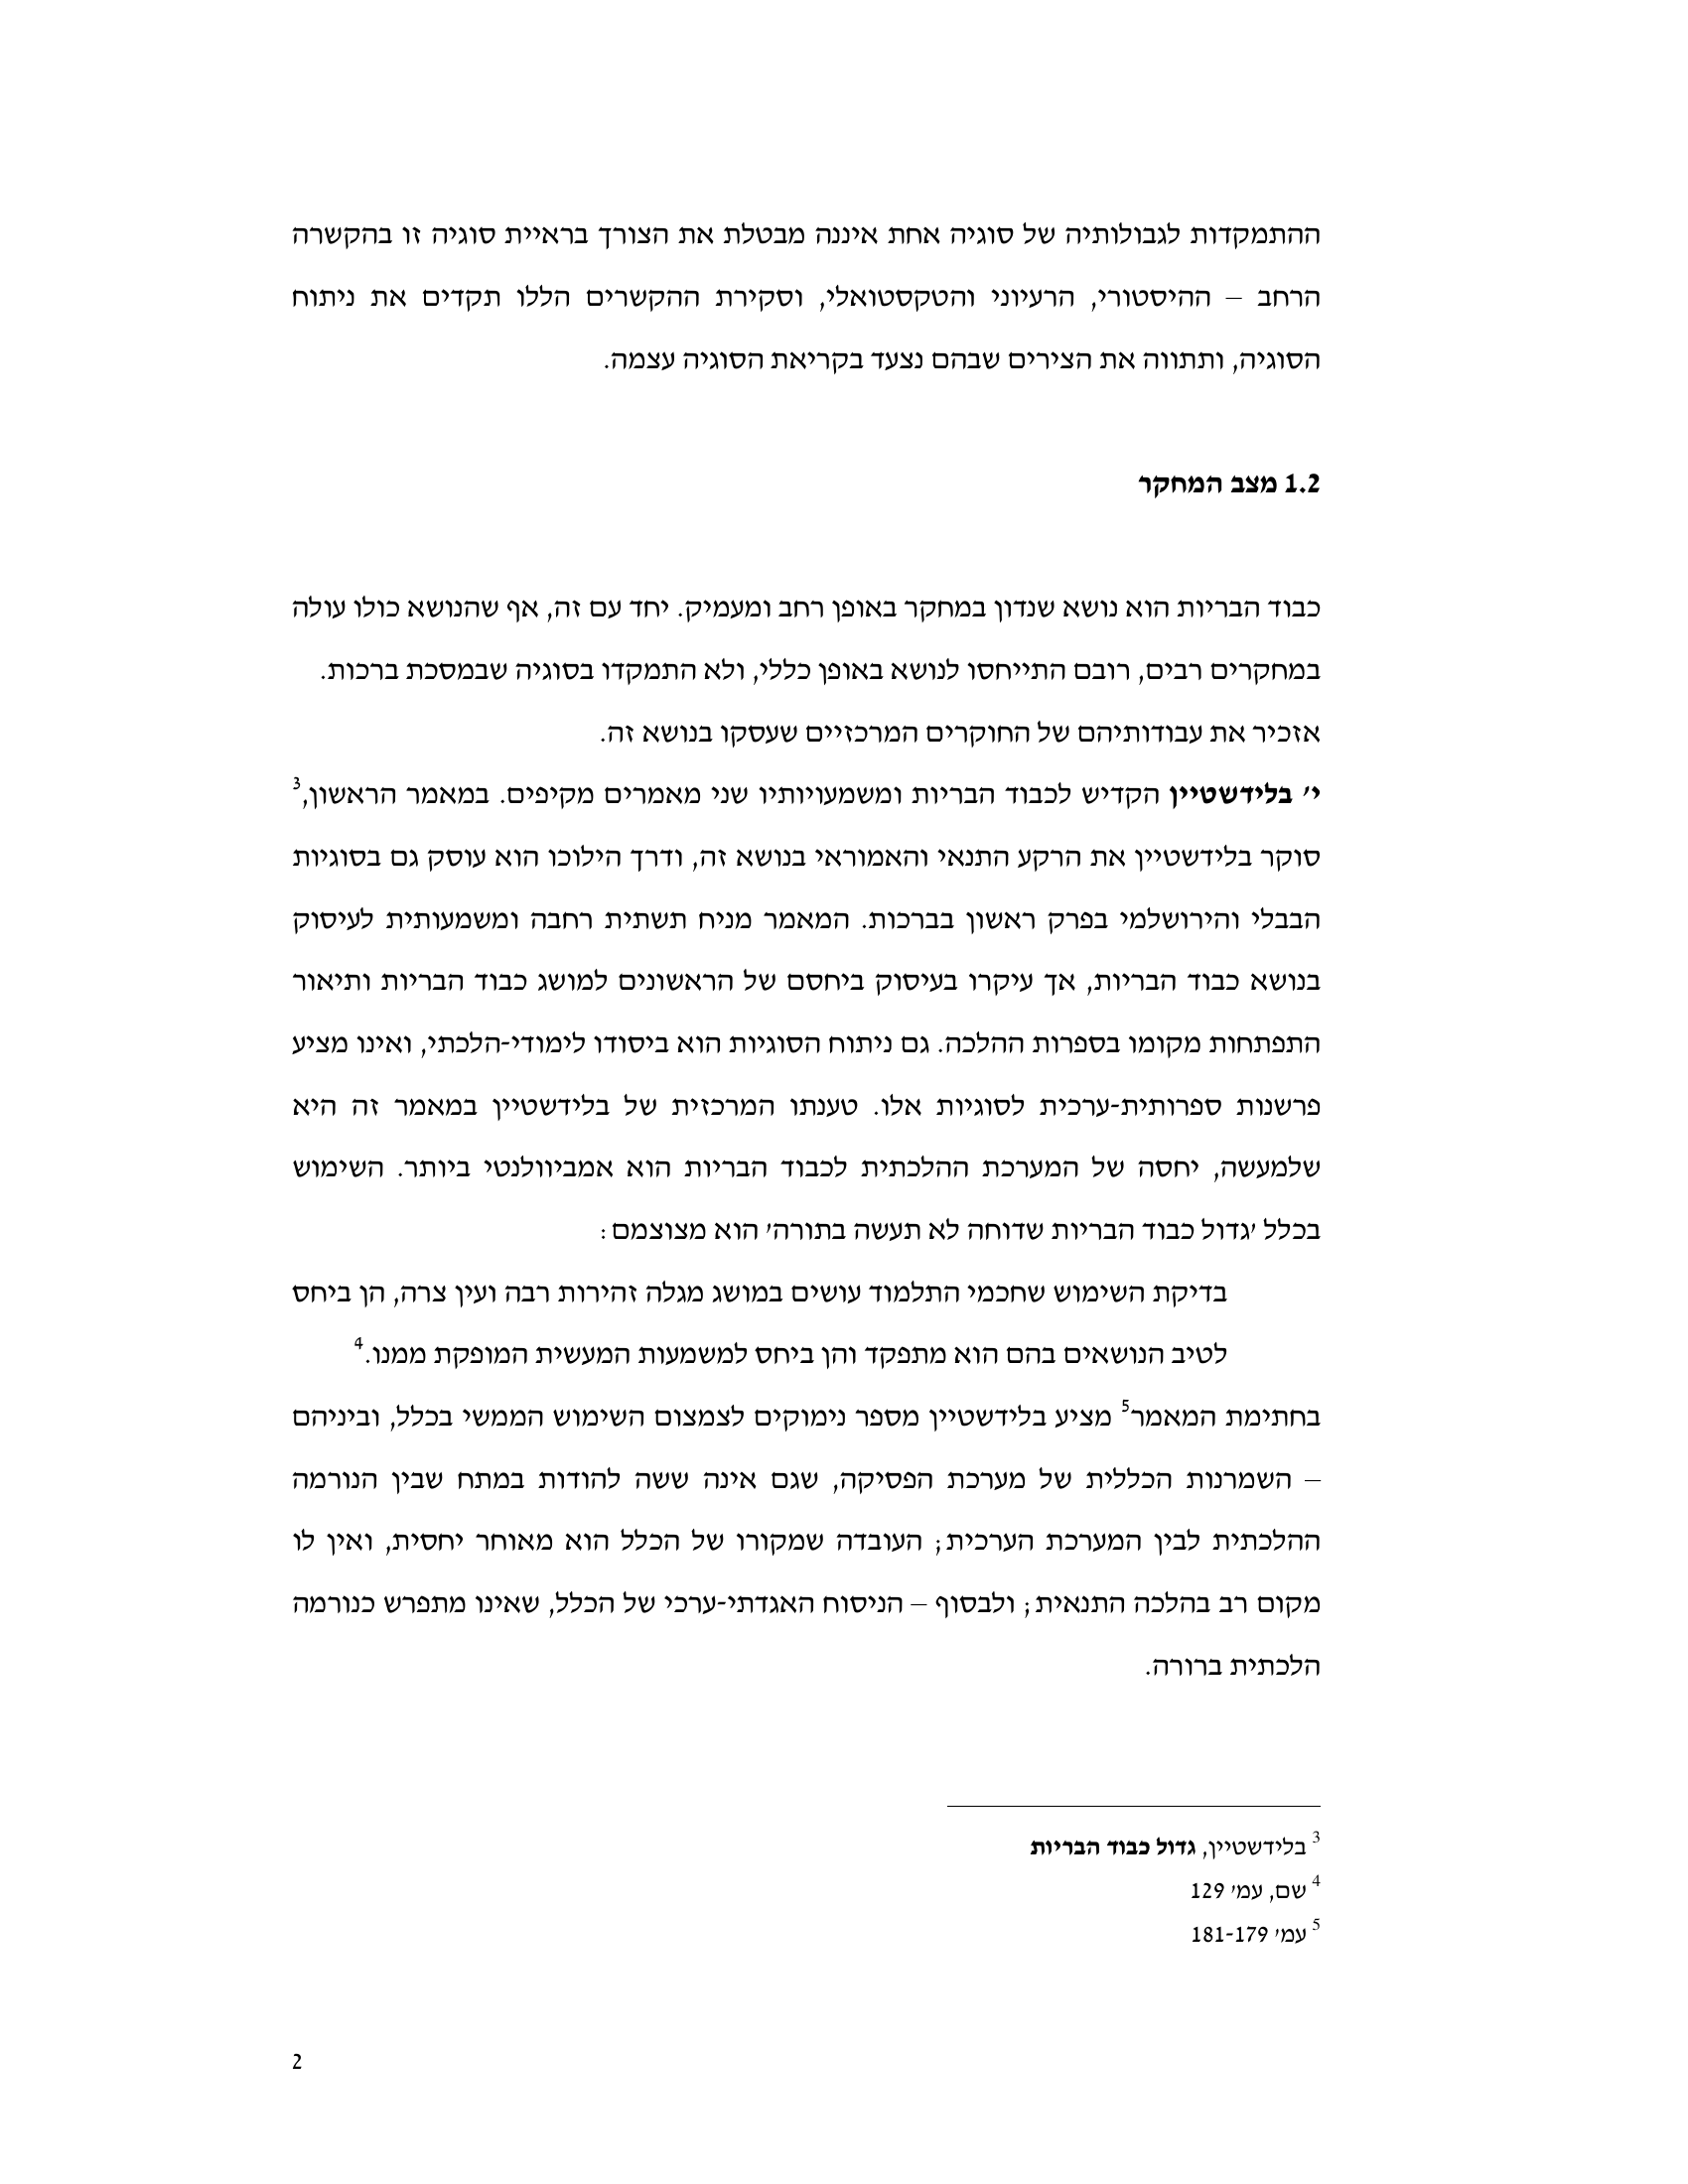 ההתמקדות לגבולותיה של סוגיה אחת איננה מבטלת את הצורך בראיית סוגיה זו בהקשרה
הרחב – ההיסטורי, הרעיוני והטקסטואלי, וסקירת ההקשרים הללו תקדים את ניתוח
הסוגיה, ותתווה את הצירים שבהם נצעד בקריאת הסוגיה עצמה.
1.2 מצב המחקר
כבוד הבריות הוא נושא שנדון במחקר באופן רחב ומעמיק. יחד עם זה, אף שהנושא כולו עולה
במחקרים רבים, רובם התייחסו לנושא באופן כללי, ולא התמקדו בסוגיה שבמסכת ברכות.
אזכיר את עבודותיהם של החוקרים המרכזיים שעסקו בנושא זה.
י' בלידשטיין הקדיש לכבוד הבריות ומשמעויותיו שני מאמרים מקיפים. במאמר הראשון,3
סוקר בלידשטיין את הרקע התנאי והאמוראי בנושא זה, ודרך הילוכו הוא עוסק גם בסוגיות
הבבלי והירושלמי בפרק ראשון בברכות. המאמר מניח תשתית רחבה ומשמעותית לעיסוק
בנושא כבוד הבריות, אך עיקרו בעיסוק ביחסם של הראשונים למושג כבוד הבריות ותיאור
התפתחות מקומו בספרות ההלכה. גם ניתוח הסוגיות הוא ביסודו לימודי-הלכתי, ואינו מציע
פרשנות ספרותית-ערכית לסוגיות אלו. טענתו המרכזית של בלידשטיין במאמר זה היא
שלמעשה, יחסה של המערכת ההלכתית לכבוד הבריות הוא אמביוולנטי ביותר. השימוש
בכלל 'גדול כבוד הבריות שדוחה לא תעשה בתורה' הוא מצוצמם:
בדיקת השימוש שחכמי התלמוד עושים במושג מגלה זהירות רבה ועין צרה, הן ביחס
לטיב הנושאים בהם הוא מתפקד והן ביחס למשמעות המעשית המופקת ממנו.4
בחתימת המאמר5 מציע בלידשטיין מספר נימוקים לצמצום השימוש הממשי בכלל, וביניהם
– השמרנות הכללית של מערכת הפסיקה, שגם אינה ששה להודות במתח שבין הנורמה
ההלכתית לבין המערכת הערכית; העובדה שמקורו של הכלל הוא מאוחר יחסית, ואין לו
מקום רב בהלכה התנאית; ולבסוף – הניסוח האגדתי-ערכי של הכלל, שאינו מתפרש כנורמה
הלכתית ברורה.
3 בלידשטיין, גדול כבוד הבריות
4 שם, עמ' 129
5 עמ' 181-179
2